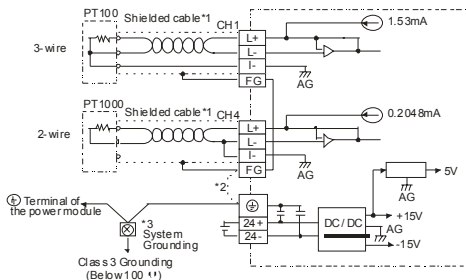 PT100
Shielded cable*1
CH1
1.53mA
3-wire
L+
L-
I-
FG
AG
PT1000
Shielded cable*1
CH4
0.2048mA
2-wire
L+
L-
I-
FG
AG
*2
5V
AG
Terminal of
the power module
*3
System
Grounding
24+
24-
DC/DC
+15V
AG
-15V
Class 3 Grounding
(Below 100